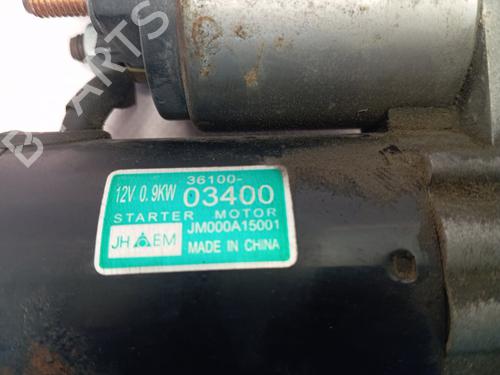 36100-
12V 0.9KW 03400
STARTER MOTOR
JH EM JM000A15001
MADE IN CHINA
PARTS